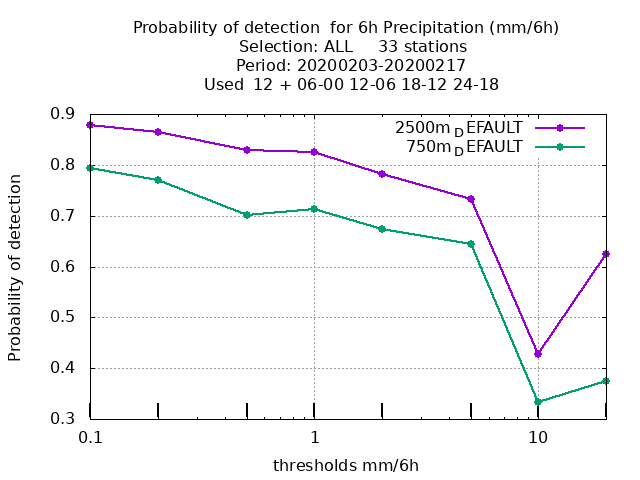 Probability of detection  for 6h Precipitation (mm/6h)
Selection: ALL     33 stations
Period: 20200203-20200217
Used  12 + 06-00 12-06 18-12 24-18
2500mDEFAULT
750mDEFAULT
0.9
0.8
0.7
0.6
0.5
0.4
0.3
Probability of detection
0.1 1 10
thresholds mm/6h